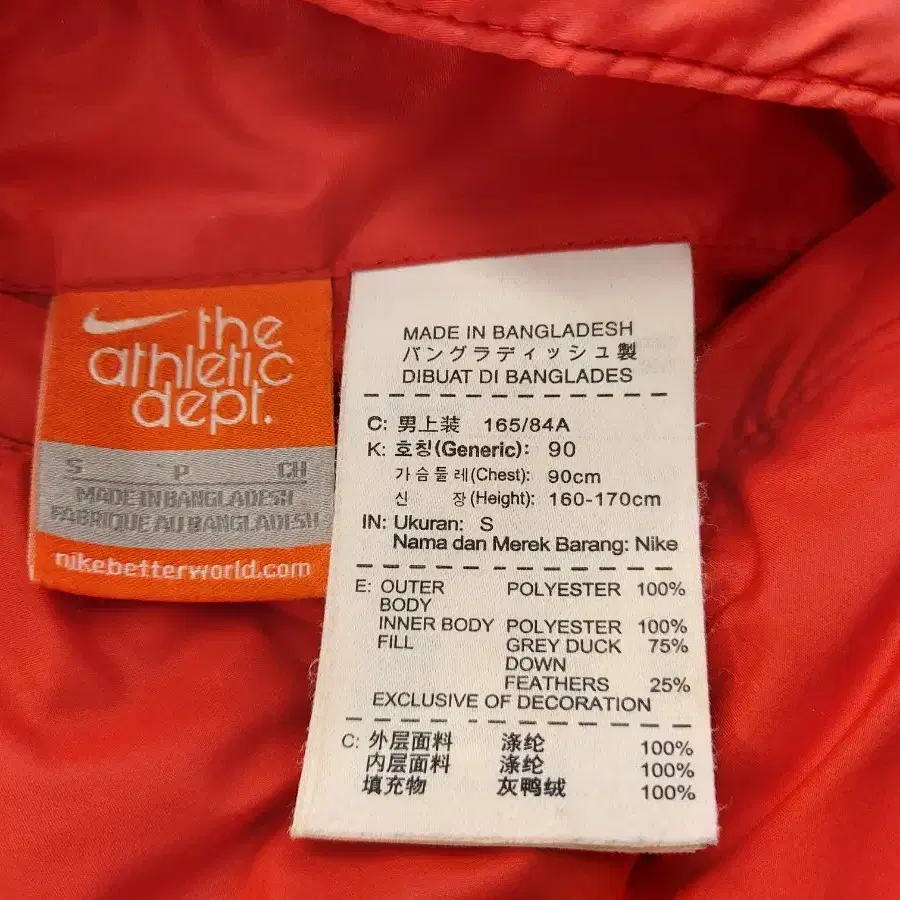 the
athletic
dept.
S P CH
MADE IN BANGLADESH
FABRIQUE AU BANGLADESH
nikebetterworld.com
MADE IN BANGLADESH
バングラディッシュ製
DIBUAT DI BANGLADES
C: 男上装 165/84A
K: 호칭(Generic): 90
가슴둘레(Chest): 90cm
신 장(Height): 160-170cm
IN: Ukuran: S
Nama dan Merek Barang: Nike
E: OUTER POLYESTER 100%
BODY
INNER BODY POLYESTER 100%
FILL GREY DUCK 75%
DOWN
FEATHERS 25%
EXCLUSIVE OF DECORATION
C: 外层面料 涤纶 100%
内层面料 涤纶 100%
填充物 灰鸭绒 100%